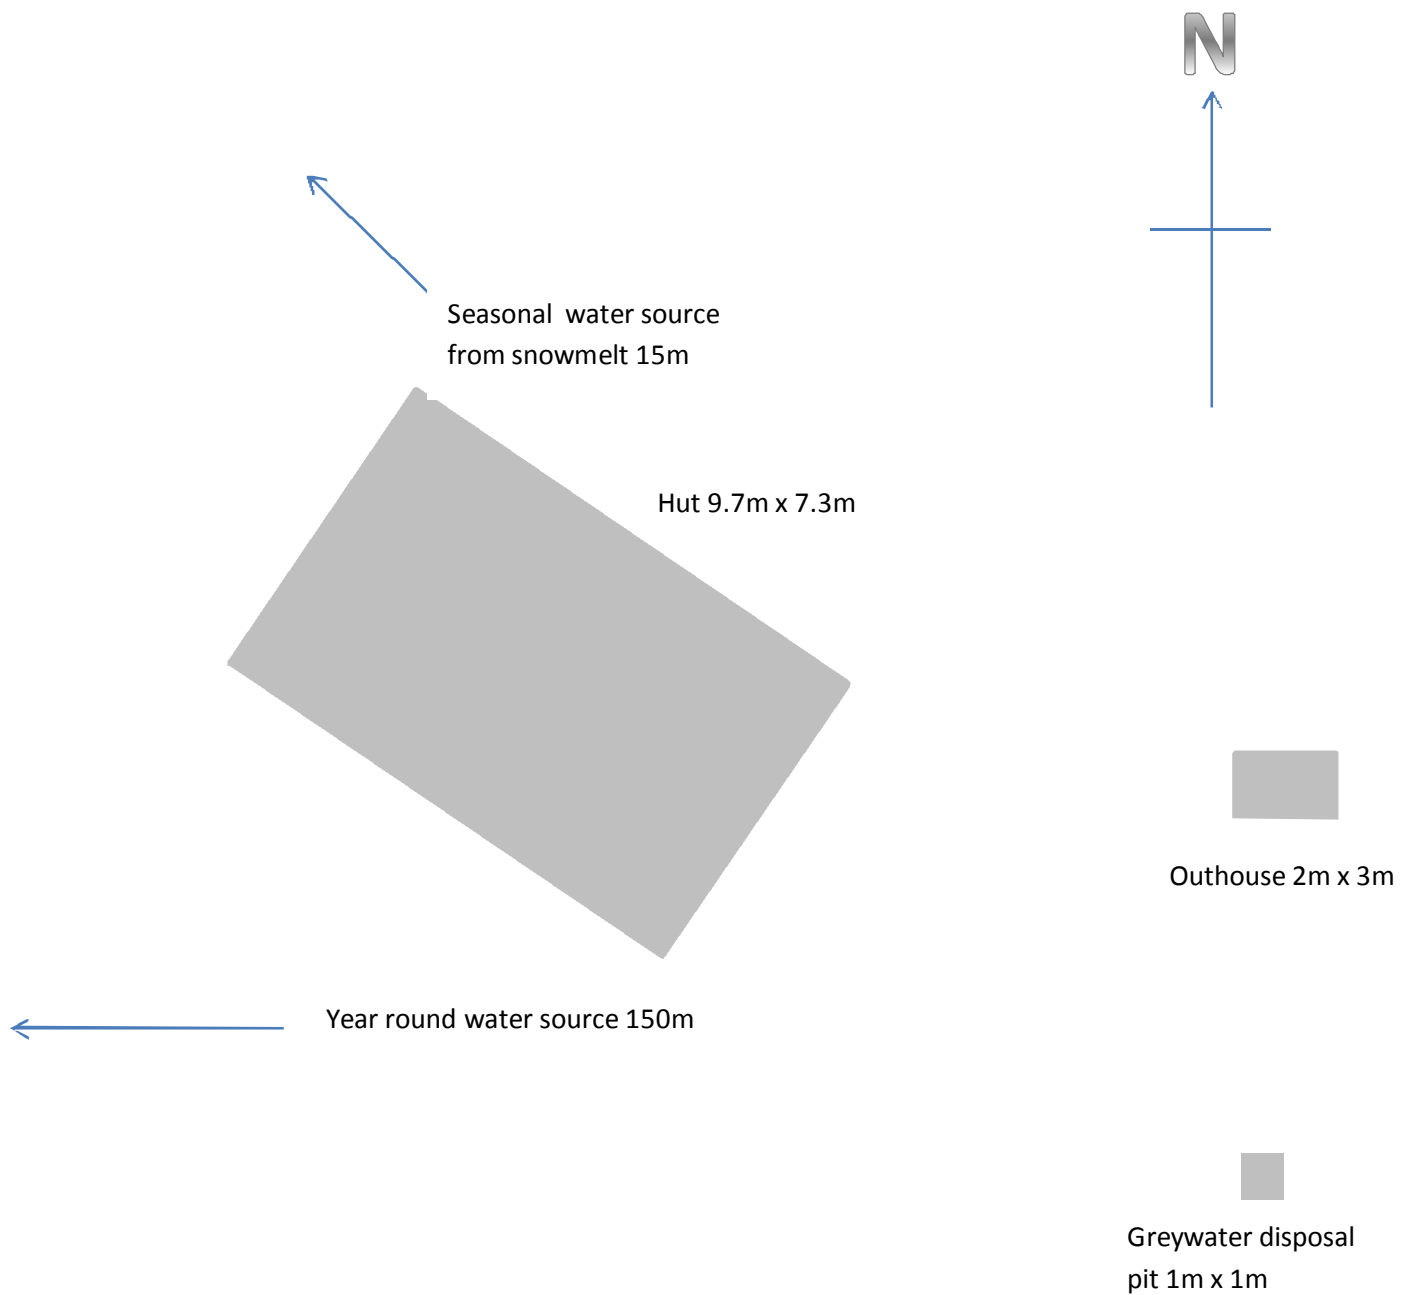 N
Seasonal  water source
from snowmelt 15m
Hut 9.7m x 7.3m
Outhouse 2m x 3m
Year round water source 150m
Greywater disposal
pit 1m x 1m